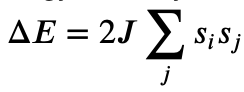 ΔE = 2J ∑_j s_i s_j